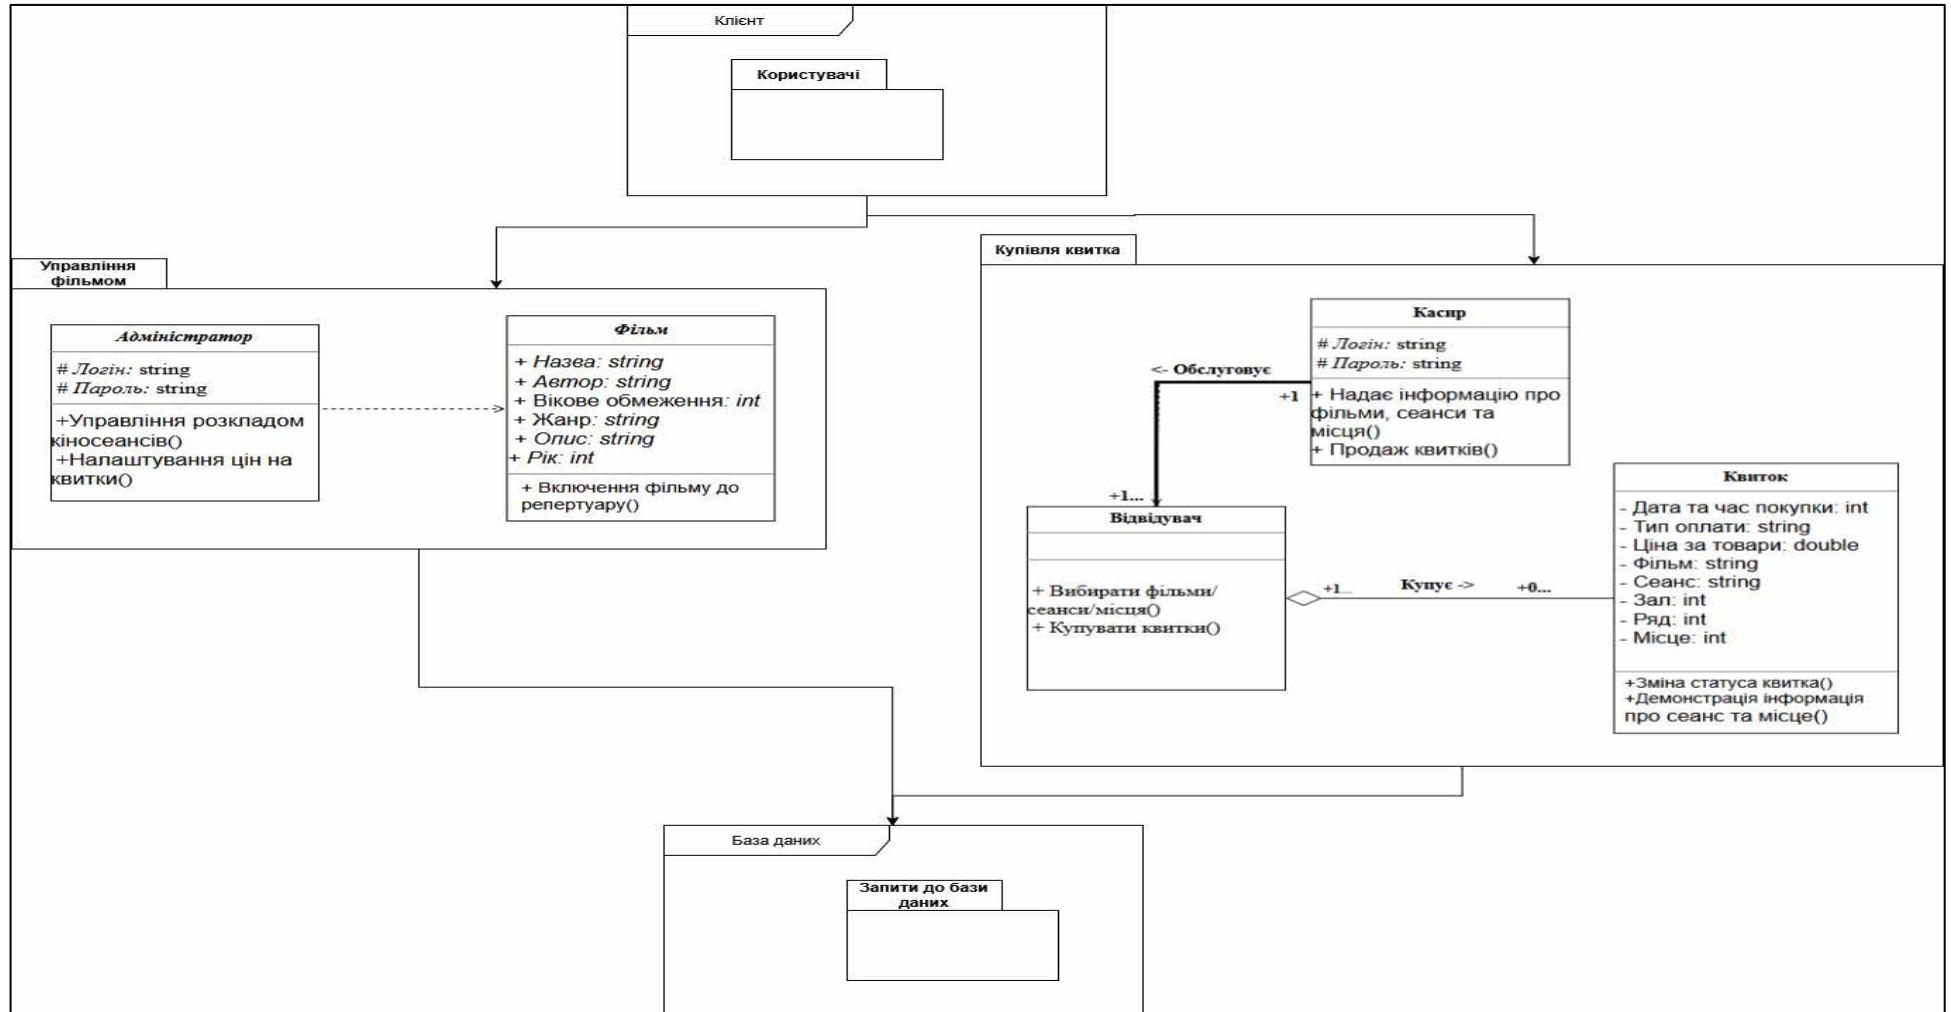 Клієнт
Користувачі
Управління
фільмом
Адміністратор
# Логін: string
# Пароль: string
+Управління розкладом
кіносеансів()
+Налаштування цін на
квитки()
Фільм
+ Назва: string
+ Автор: string
+ Вікове обмеження: int
+ Жанр: string
+ Опис: string
+ Рік: int
+ Включення фільму до
репертуару()
Купівля квитка
Касир
# Логін: string
# Пароль: string
+ Надає інформацію про
фільми, сеанси та
місця()
+ Продаж квитків()
<- Обслуговує
+1
+1...
Відвідувач
+ Вибирати фільми/
сеанси/місця()
+ Купувати квитки()
+1...
Купує ->
+0...
Квиток
- Дата та час покупки: int
- Тип оплати: string
- Ціна за товари: double
- Фільм: string
- Сеанс: string
- Зал: int
- Ряд: int
- Місце: int
+Зміна статуса квитка()
+Демонстрація інформація
про сеанс та місце()
База даних
Запити до бази
даних